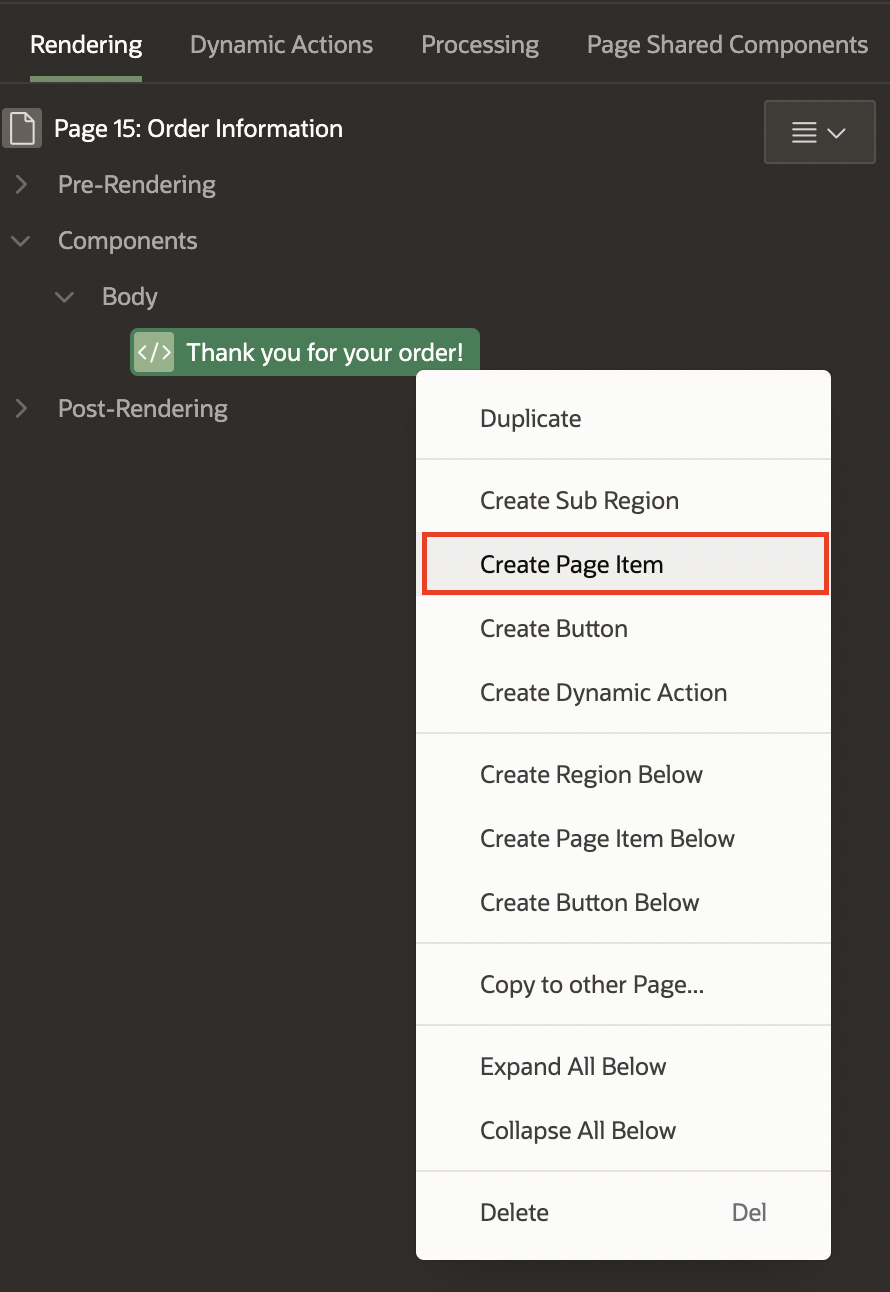 Rendering Dynamic Actions Processing Page Shared Components
Page 15: Order Information
Pre-Rendering
Components
Body
</> Thank you for your order!
Post-Rendering
Duplicate
Create Sub Region
Create Page Item
Create Button
Create Dynamic Action
Create Region Below
Create Page Item Below
Create Button Below
Copy to other Page...
Expand All Below
Collapse All Below
Delete Del